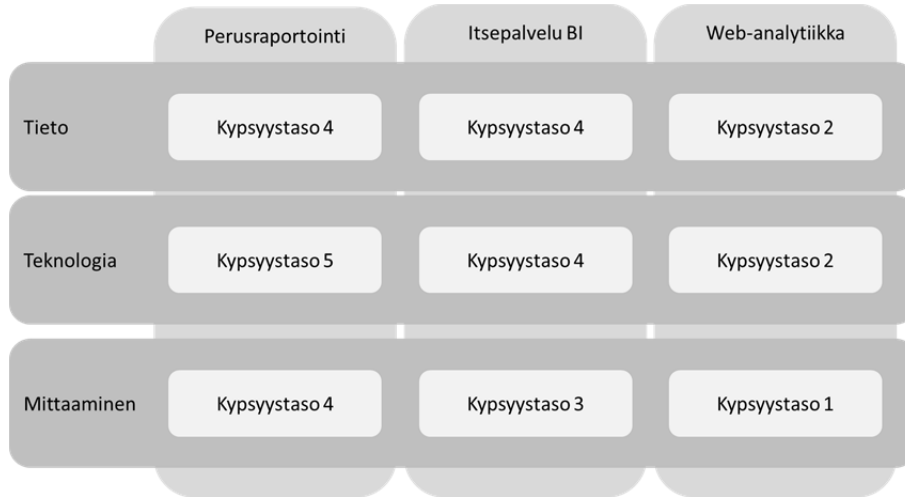 Perusraportointi
Itsepalvelu BI
Web-analytiikka
Tieto
Kypsyystaso 4
Kypsyystaso 4
Kypsyystaso 2
Teknologia
Kypsyystaso 5
Kypsyystaso 4
Kypsyystaso 2
Mittaaminen
Kypsyystaso 4
Kypsyystaso 3
Kypsyystaso 1